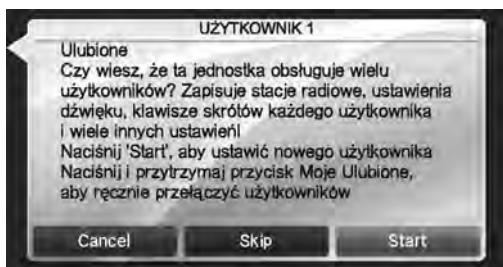 UŻYTKOWNIK 1
Ulubione
Czy wiesz, że ta jednostka obsługuje wielu
użytkowników? Zapisuje stacje radiowe, ustawienia
dźwięku, klawisze skrótów każdego użytkownika
i wiele innych ustawień!
Naciśnij 'Start', aby ustawić nowego użytkownika
Naciśnij i przytrzymaj przycisk Moje Ulubione,
aby ręcznie przełączyć użytkowników
Cancel Skip Start